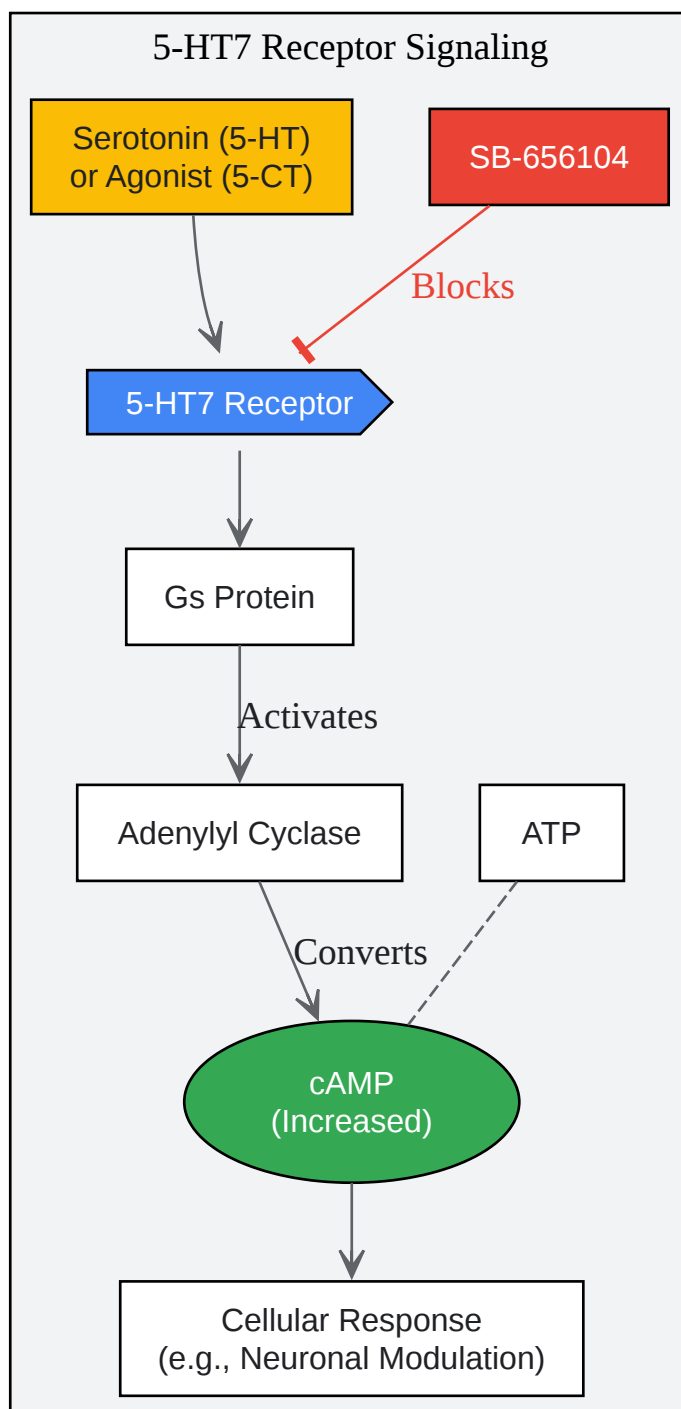 5-HT7 Receptor Signaling
Serotonin (5-HT)
or Agonist (5-CT)
SB-656104
Blocks
5-HT7 Receptor
Gs Protein
Activates
Adenylyl Cyclase
ATP
Converts
cAMP
(Increased)
Cellular Response
(e.g., Neuronal Modulation)